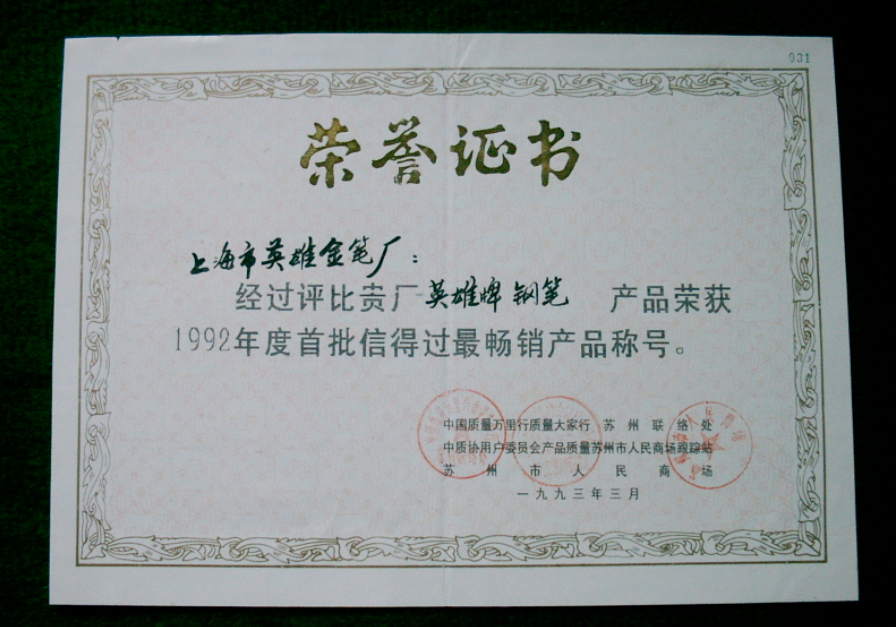 031
荣誉证书
上海市英雄金笔厂：
经过评比贵厂英雄牌钢笔 产品荣获
1992年度首批信得过最畅销产品称号。
中国质量万里行质量大家行 苏州联络处
中质协用户委员会产品质量苏州市人民商场跟踪站
苏州市人民商场
一九九三年三月